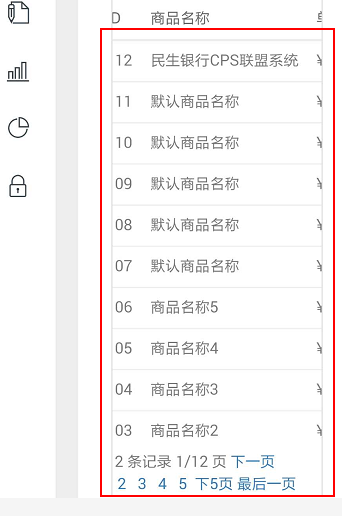 D 商品名称
12 民生银行CPS联盟系统 ¥
11 默认商品名称 ¥
10 默认商品名称 ¥
09 默认商品名称 ¥
08 默认商品名称 ¥
07 默认商品名称 ¥
06 商品名称5 ¥
05 商品名称4 ¥
04 商品名称3 ¥
03 商品名称2 ¥
2 条记录 1/12 页 下一页
2 3 4 5 下5页 最后一页